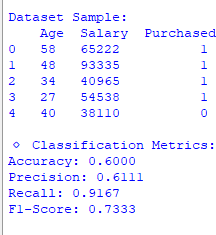 Dataset Sample:
Age Salary Purchased
0 58 65222 1
1 48 93335 1
2 34 40965 1
3 27 54538 1
4 40 38110 0
⋄ Classification Metrics:
Accuracy: 0.6000
Precision: 0.6111
Recall: 0.9167
F1-Score: 0.7333